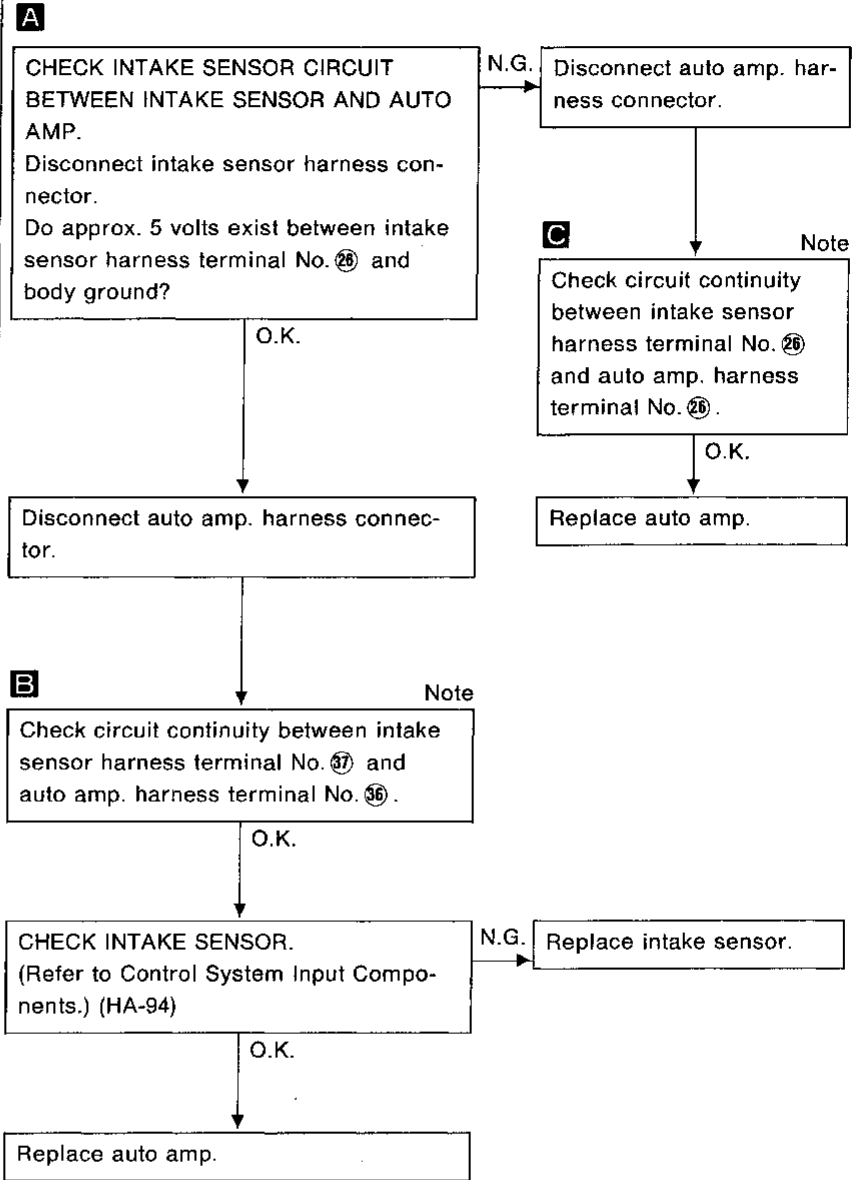 A
CHECK INTAKE SENSOR CIRCUIT
BETWEEN INTAKE SENSOR AND AUTO
AMP.
Disconnect intake sensor harness con-
nector.
Do approx. 5 volts exist between intake
sensor harness terminal No. ㉖ and
body ground?
N.G.
Disconnect auto amp. har-
ness connector.
O.K.
C
Note
Check circuit continuity
between intake sensor
harness terminal No. ㉖
and auto amp. harness
terminal No. ㉖.
O.K.
Replace auto amp.
Disconnect auto amp. harness connec-
tor.
B
Note
Check circuit continuity between intake
sensor harness terminal No. ㊲ and
auto amp. harness terminal No. ㊱.
O.K.
CHECK INTAKE SENSOR.
(Refer to Control System Input Compo-
nents.) (HA-94)
N.G.
Replace intake sensor.
O.K.
Replace auto amp.